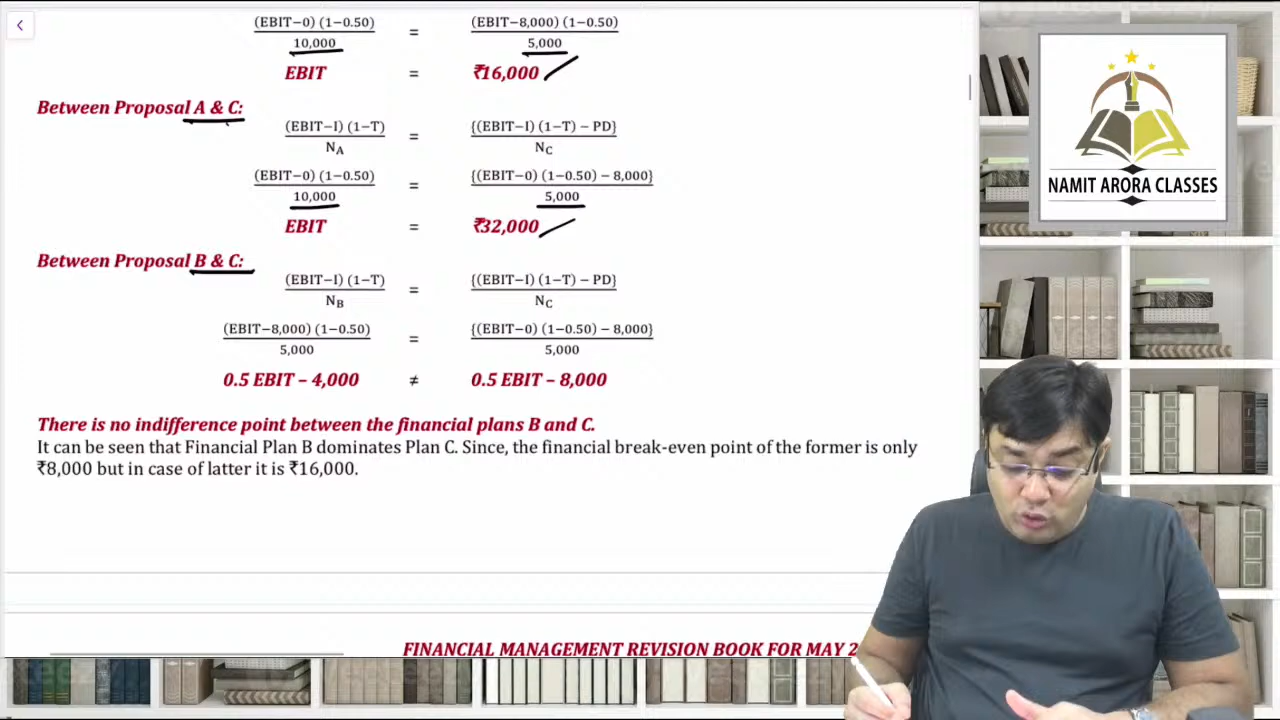 (EBIT−0) (1−0.50) / 10,000 = (EBIT−8,000) (1−0.50) / 5,000
EBIT = ₹16,000
Between Proposal A & C:
(EBIT−I) (1−T) / NA = {(EBIT−I) (1−T) − PD} / NC
(EBIT−0) (1−0.50) / 10,000 = {(EBIT−0) (1−0.50) − 8,000} / 5,000
EBIT = ₹32,000
Between Proposal B & C:
(EBIT−I) (1−T) / NB = {(EBIT−I) (1−T) − PD} / NC
(EBIT−8,000) (1−0.50) / 5,000 = {(EBIT−0) (1−0.50) − 8,000} / 5,000
0.5 EBIT – 4,000 ≠ 0.5 EBIT – 8,000
There is no indifference point between the financial plans B and C.
It can be seen that Financial Plan B dominates Plan C. Since, the financial break-even point of the former is only
₹8,000 but in case of latter it is ₹16,000.
FINANCIAL MANAGEMENT REVISION BOOK FOR MAY 2
NAMIT ARORA CLASSES